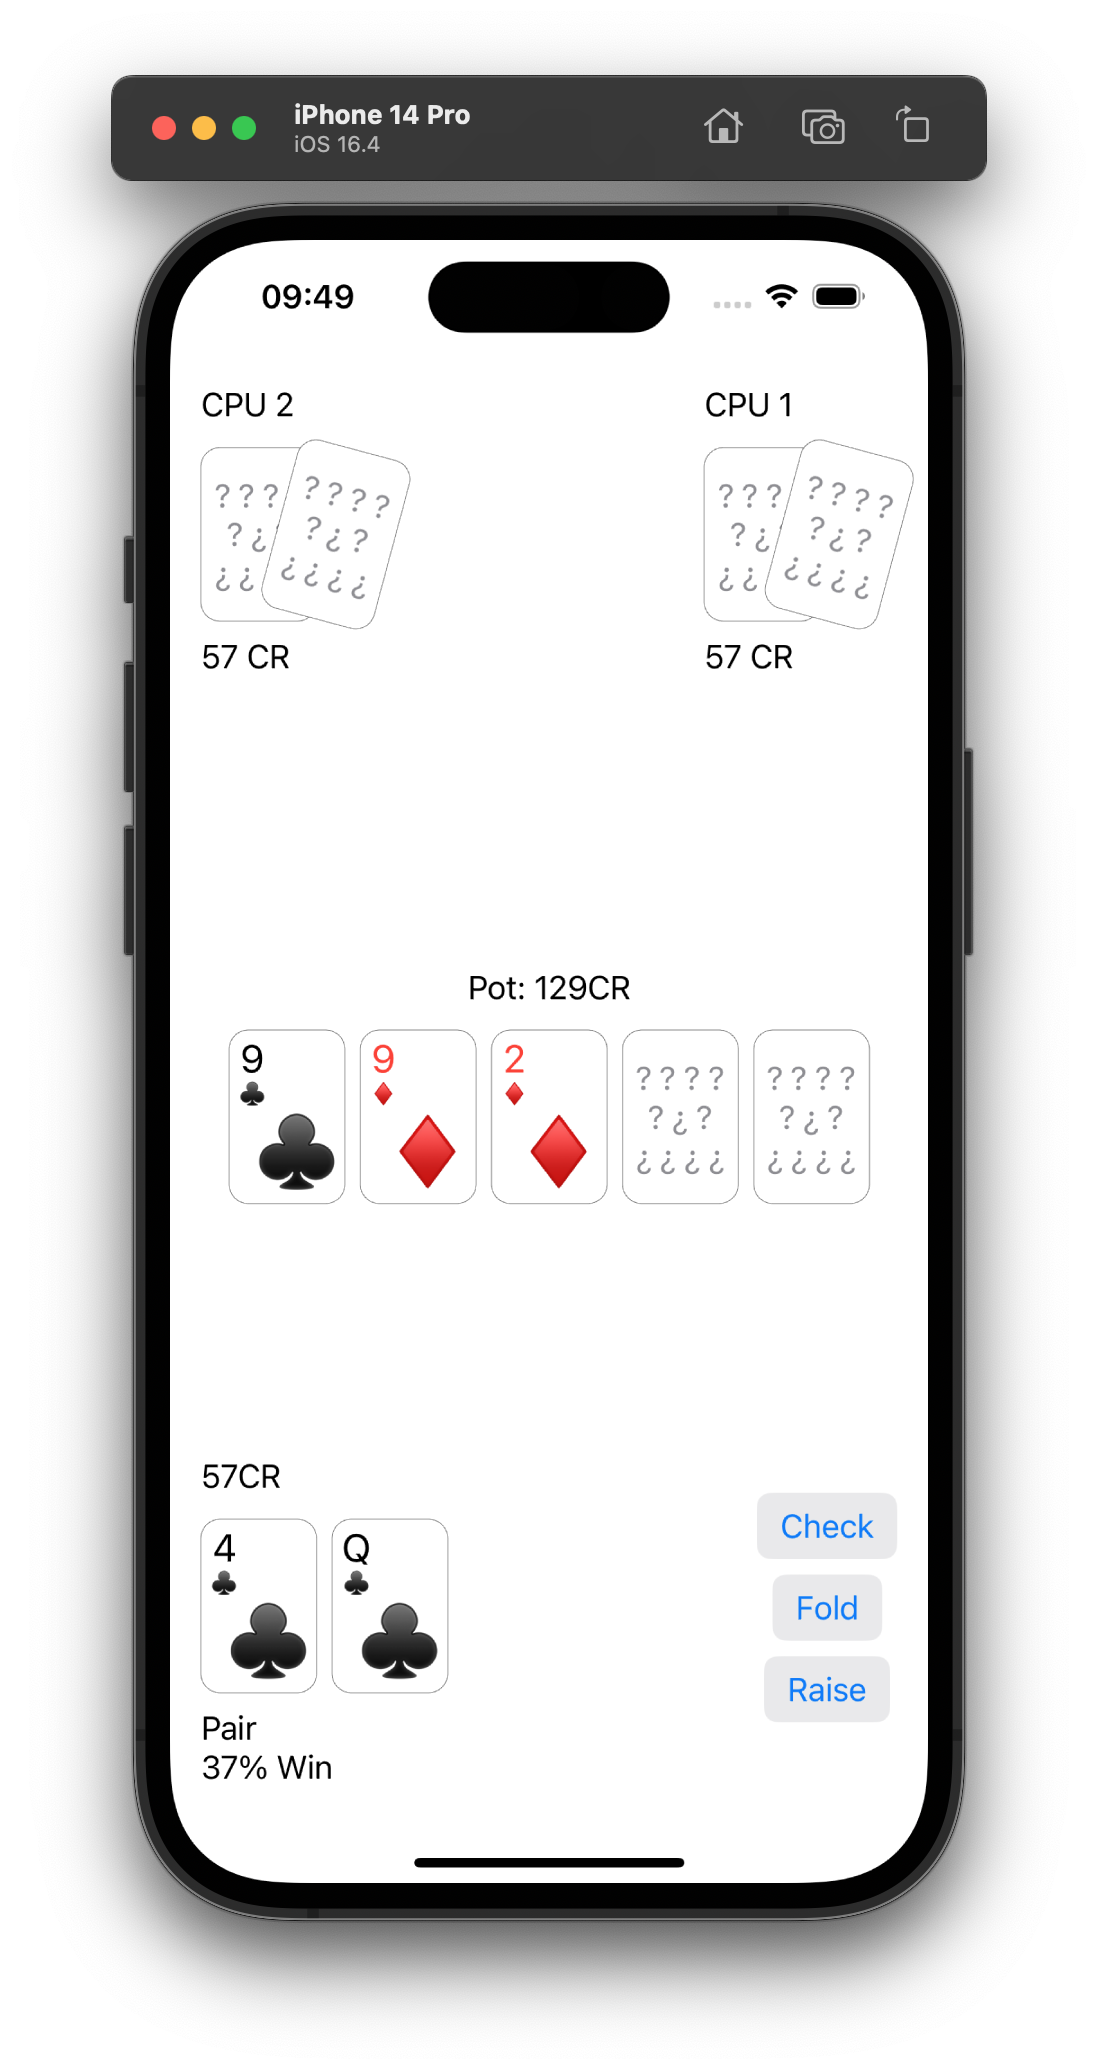 iPhone 14 Pro
iOS 16.4
09:49
CPU 2
CPU 1
? ? ?
? ¿
¿ ¿
? ? ? ?
? ¿ ?
¿ ¿ ¿ ¿
? ? ?
? ¿
¿ ¿
? ? ? ?
? ¿ ?
¿ ¿ ¿ ¿
57 CR
57 CR
Pot: 129CR
9
9
2
? ? ? ?
? ¿ ?
¿ ¿ ¿ ¿
? ? ? ?
? ¿ ?
¿ ¿ ¿ ¿
57CR
4
Q
Check
Fold
Raise
Pair
37% Win